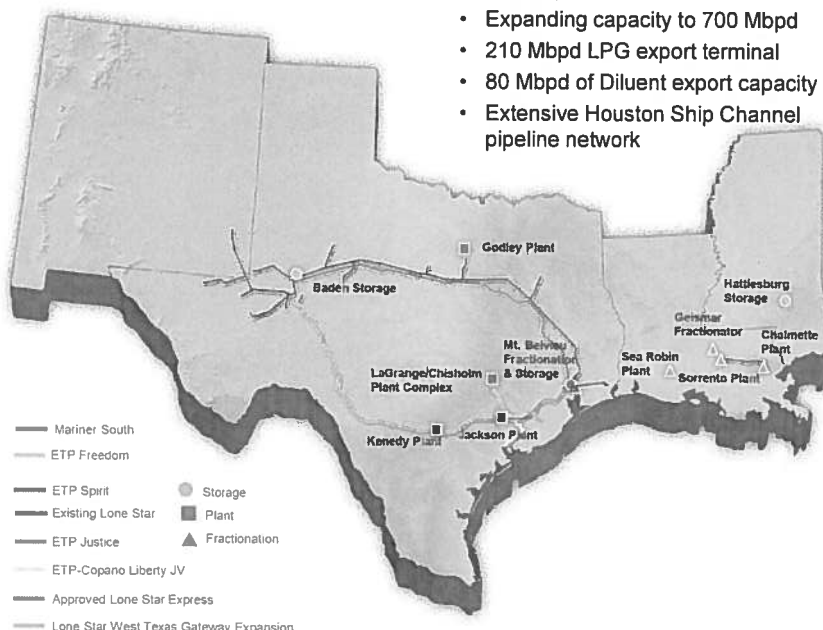 • Expanding capacity to 700 Mbpd
• 210 Mbpd LPG export terminal
• 80 Mbpd of Diluent export capacity
• Extensive Houston Ship Channel
pipeline network
Godley Plant
Baden Storage
Hattiesburg
Storage
Geismar
Fractionator
Chalmette
Plant
Mt. Belvieu
Fractionation
& Storage
Sea Robin
Plant
Sorrento Plant
LaGrange/Chisholm
Plant Complex
Kenedy Plant
Jackson Plant
Mariner South
ETP Freedom
ETP Spirit
Existing Lone Star
ETP Justice
ETP-Copano Liberty JV
Approved Lone Star Express
Lone Star West Texas Gateway Expansion
Storage
Plant
Fractionation